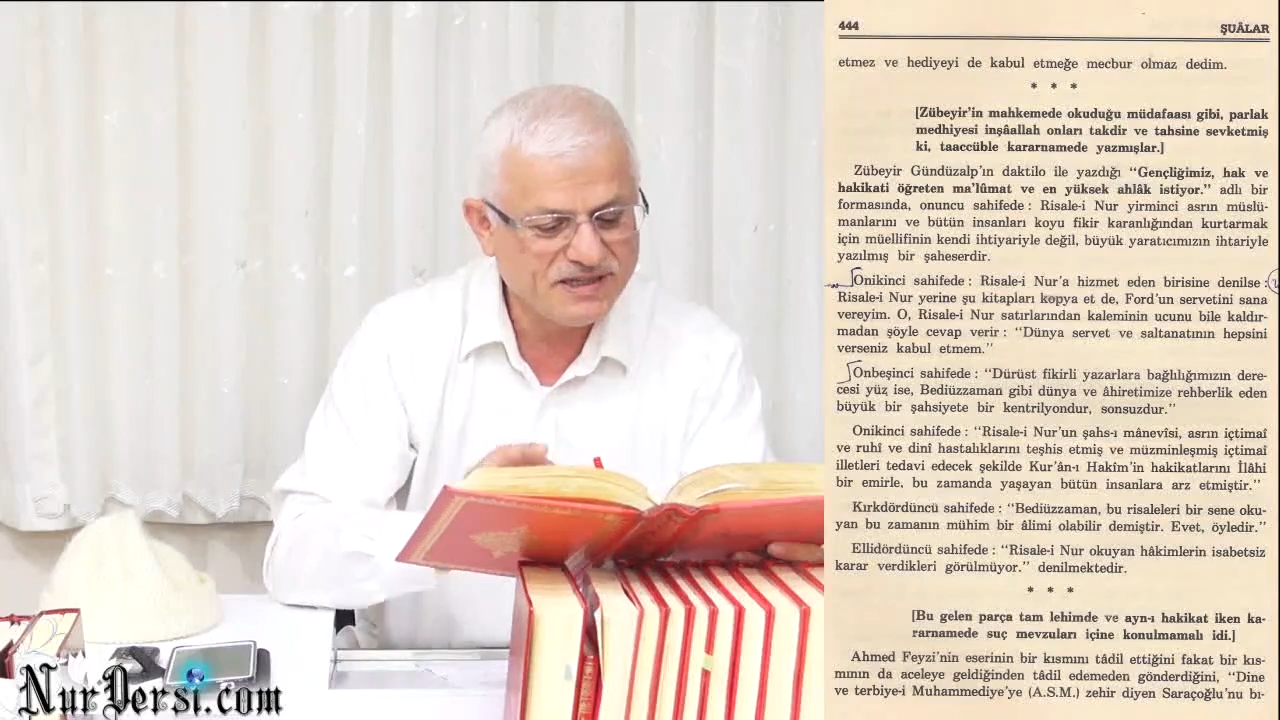 444 ŞUÂLAR
etmez ve hediyeyi de kabul etmeğe mecbur olmaz dedim.
* * *
[Zübeyir'in mahkemede okuduğu müdafaası gibi, parlak
medhiyesi inşâallah onları takdir ve tahsine sevketmiş
ki, taaccüble kararnamede yazmışlar.]
Zübeyir Gündüzalp'ın daktilo ile yazdığı "Gençliğimiz, hak ve
hakikati öğreten ma'lûmat ve en yüksek ahlâk istiyor." adlı bir
formasında, onuncu sahifede: Risale-i Nur yirminci asrın müslü-
manlarını ve bütün insanları koyu fikir karanlığından kurtarmak
için müellifinin kendi ihtiyariyle değil, büyük yaratıcımızın ihtariyle
yazılmış bir şaheserdir.
Onikinci sahifede: Risale-i Nur'a hizmet eden birisine denilse:
Risale-i Nur yerine şu kitapları kopya et de, Ford'un servetini sana
vereyim. O, Risale-i Nur satırlarından kaleminin ucunu bile kaldır-
madan şöyle cevap verir: "Dünya servet ve saltanatının hepsini
verseniz kabul etmem."
Onbeşinci sahifede: "Dürüst fikirli yazarlara bağlılığımızın dere-
cesi yüz ise, Bediüzzaman gibi dünya ve âhiretimize rehberlik eden
büyük bir şahsiyete bir kentrilyondur, sonsuzdur."
Onikinci sahifede: "Risale-i Nur'un şahs-ı mânevîsi, asrın içtimaî
ve ruhî ve dinî hastalıklarını teşhis etmiş ve müzminleşmiş içtimaî
illetleri tedavi edecek şekilde Kur'ân-ı Hakîm'in hakikatlarını İlâhi
bir emirle, bu zamanda yaşayan bütün insanlara arz etmiştir."
Kırkdördüncü sahifede: "Bediüzzaman, bu risaleleri bir sene oku-
yan bu zamanın mühim bir âlimi olabilir demiştir. Evet, öyledir."
Ellidördüncü sahifede: "Risale-i Nur okuyan hâkimlerin isabetsiz
karar verdikleri görülmüyor." denilmektedir.
* * *
[Bu gelen parça tam lehimde ve ayn-ı hakikat iken ka-
rarnamede suç mevzuları içine konulmamalı idi.]
Ahmed Feyzi'nin eserinin bir kısmını tâdil ettiğini fakat bir kıs-
mının da aceleye geldiğinden tâdil edemeden gönderdiğini, "Dine
ve terbiye-i Muhammediye'ye (A.S.M.) zehir diyen Saraçoğlu'nu bı-
NurDersi.com